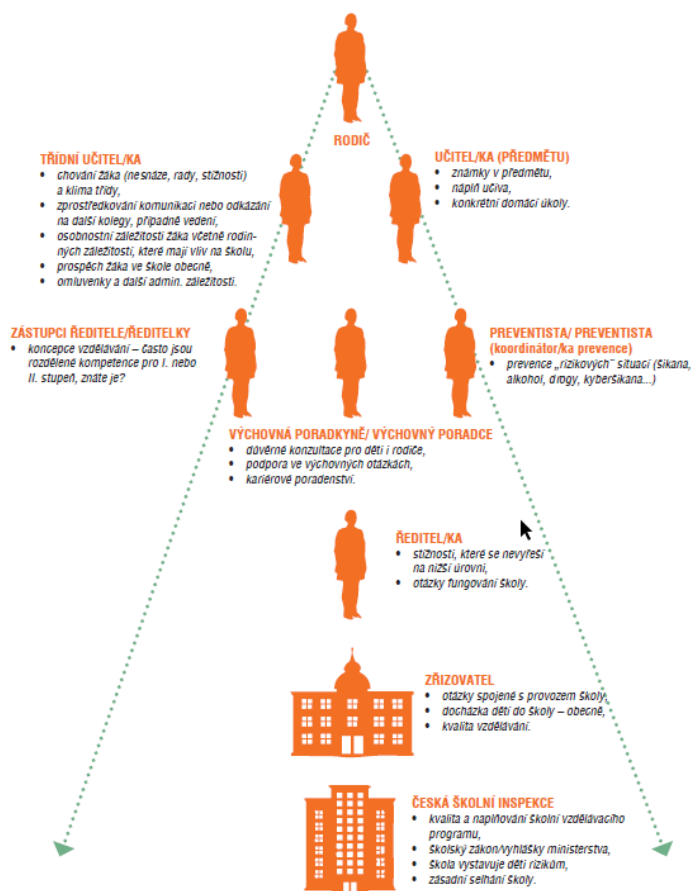 RODIČ
TŘÍDNÍ UČITEL/KA
• chování žáka (nesnáze, rady, stížnosti)
a klima třídy,
• zprostředkování komunikací nebo odkázání
na další kolegy, případně vedení,
• osobnostní záležitosti žáka včetně rodin-
ných záležitostí, které mají vliv na školu,
• prospěch žáka ve škole obecně,
• omluvenky a další admin. záležitosti.
UČITEL/KA (PŘEDMĚTU)
• známky v předmětu,
• náplň učiva,
• konkrétní domácí úkoly.
ZÁSTUPCI ŘEDITELE/ŘEDITELKY
• koncepce vzdělávání – často jsou
rozdělené kompetence pro I. nebo
II. stupeň, znáte je?
PREVENTISTA/ PREVENTISTA
(koordinátor/ka prevence)
• prevence „rizikových“ situací (šikana,
alkohol, drogy, kyberšikana...)
VÝCHOVNÁ PORADKYNĚ/ VÝCHOVNÝ PORADCE
• důvěrné konzultace pro děti i rodiče,
• podpora ve výchovných otázkách,
• kariérové poradenství.
ŘEDITEL/KA
• stížnosti, které se nevyřeší
na nižší úrovni,
• otázky fungování školy.
ZŘIZOVATEL
• otázky spojené s provozem školy,
• docházka dětí do školy – obecně,
• kvalita vzdělávání.
ČESKÁ ŠKOLNÍ INSPEKCE
• kvalita a naplňování školní vzdělávacího
programu,
• školský zákon/vyhlášky ministerstva,
• škola vystavuje děti rizikům,
• zásadní selhání školy.